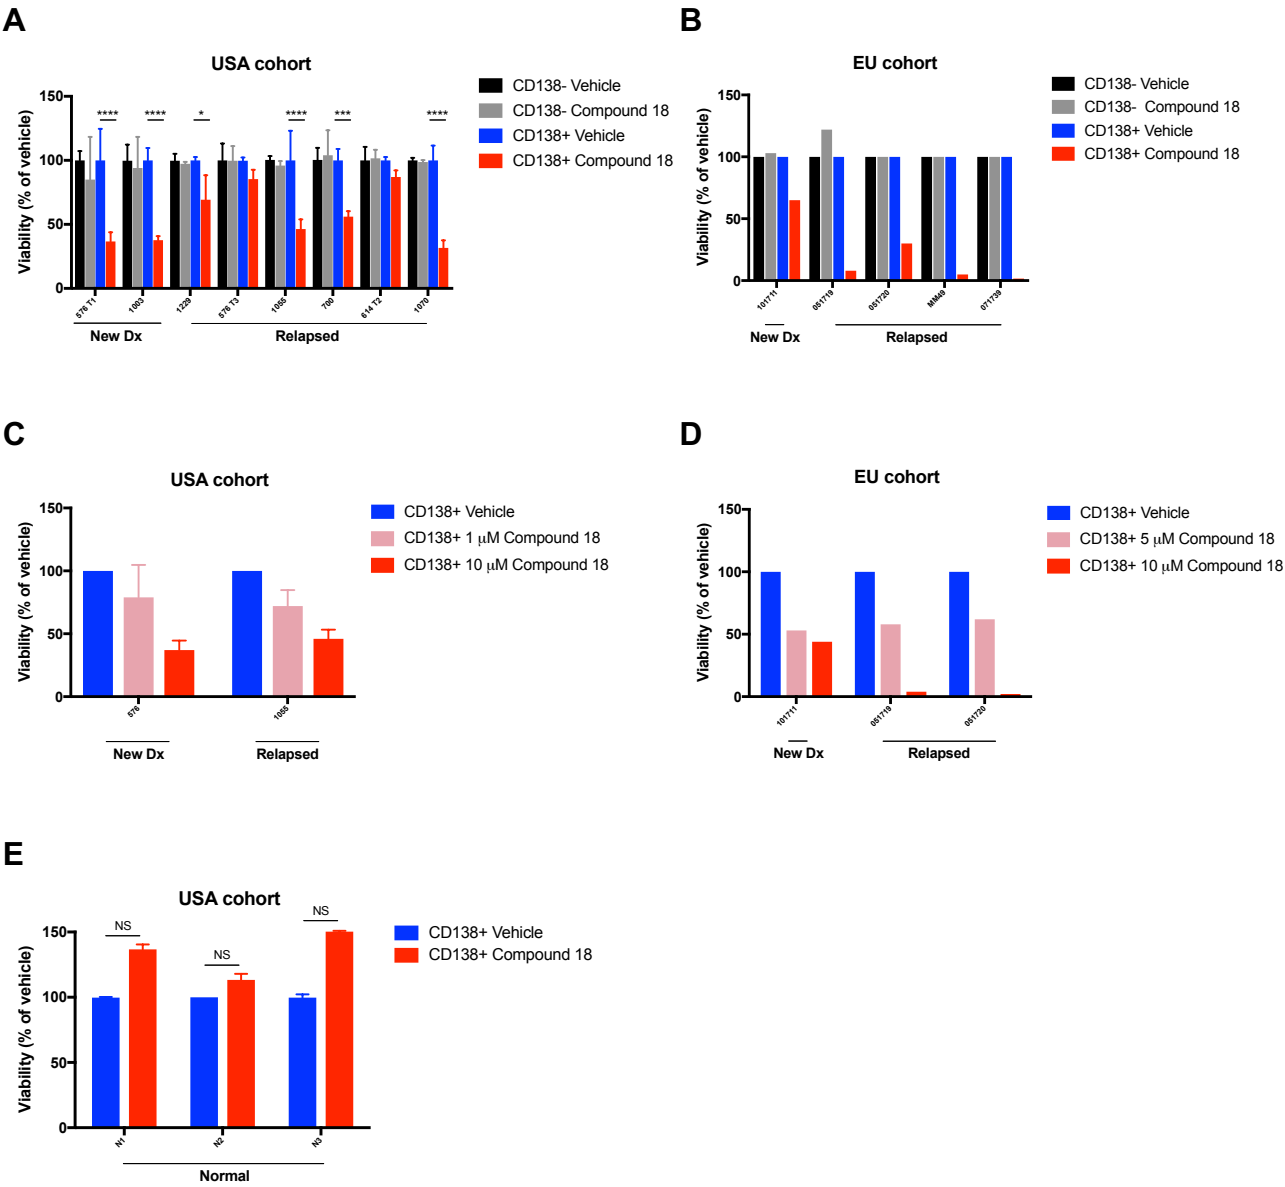 A
USA cohort
CD138- Vehicle
CD138- Compound 18
CD138+ Vehicle
CD138+ Compound 18
Viability (% of vehicle)
150
100
50
0
**** **** * **** *** ****
576 T1 1003 1229 576 T3 1055 700 614 T2 1070
New Dx Relapsed
B
EU cohort
CD138- Vehicle
CD138- Compound 18
CD138+ Vehicle
CD138+ Compound 18
Viability (% of vehicle)
150
100
50
0
101711 051719 051720 MM49 071739
New Dx Relapsed
C
USA cohort
CD138+ Vehicle
CD138+ 1 μM Compound 18
CD138+ 10 μM Compound 18
Viability (% of vehicle)
150
100
50
0
576 1055
New Dx Relapsed
D
EU cohort
CD138+ Vehicle
CD138+ 5 μM Compound 18
CD138+ 10 μM Compound 18
Viability (% of vehicle)
150
100
50
0
101711 051719 051720
New Dx Relapsed
E
USA cohort
CD138+ Vehicle
CD138+ Compound 18
Viability (% of vehicle)
150
100
50
0
NS NS NS
N1 N2 N3
Normal